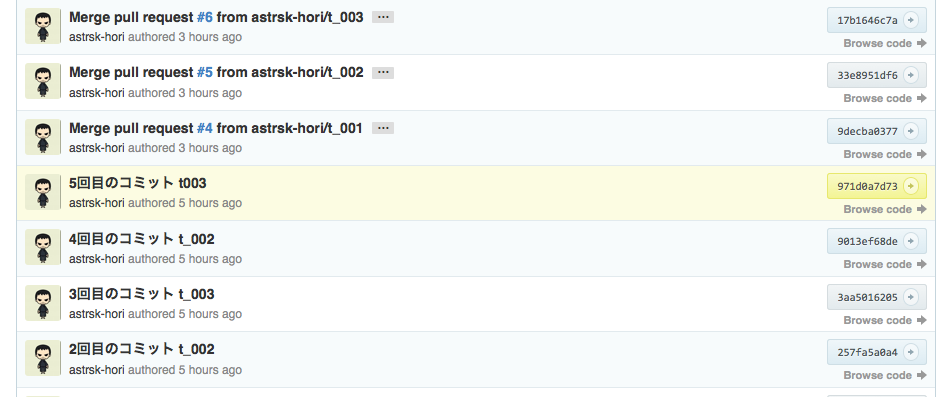 Merge pull request #6 from astrsk-hori/t_003 ...
17b1646c7a
astrsk-hori authored 3 hours ago
Browse code
Merge pull request #5 from astrsk-hori/t_002 ...
33e8951df6
astrsk-hori authored 3 hours ago
Browse code
Merge pull request #4 from astrsk-hori/t_001 ...
9decba0377
astrsk-hori authored 3 hours ago
Browse code
5回目のコミット t003
971d0a7d73
astrsk-hori authored 5 hours ago
Browse code
4回目のコミット t_002
9013ef68de
astrsk-hori authored 5 hours ago
Browse code
3回目のコミット t_003
3aa5016205
astrsk-hori authored 5 hours ago
Browse code
2回目のコミット t_002
257fa5a0a4
astrsk-hori authored 5 hours ago
Browse code